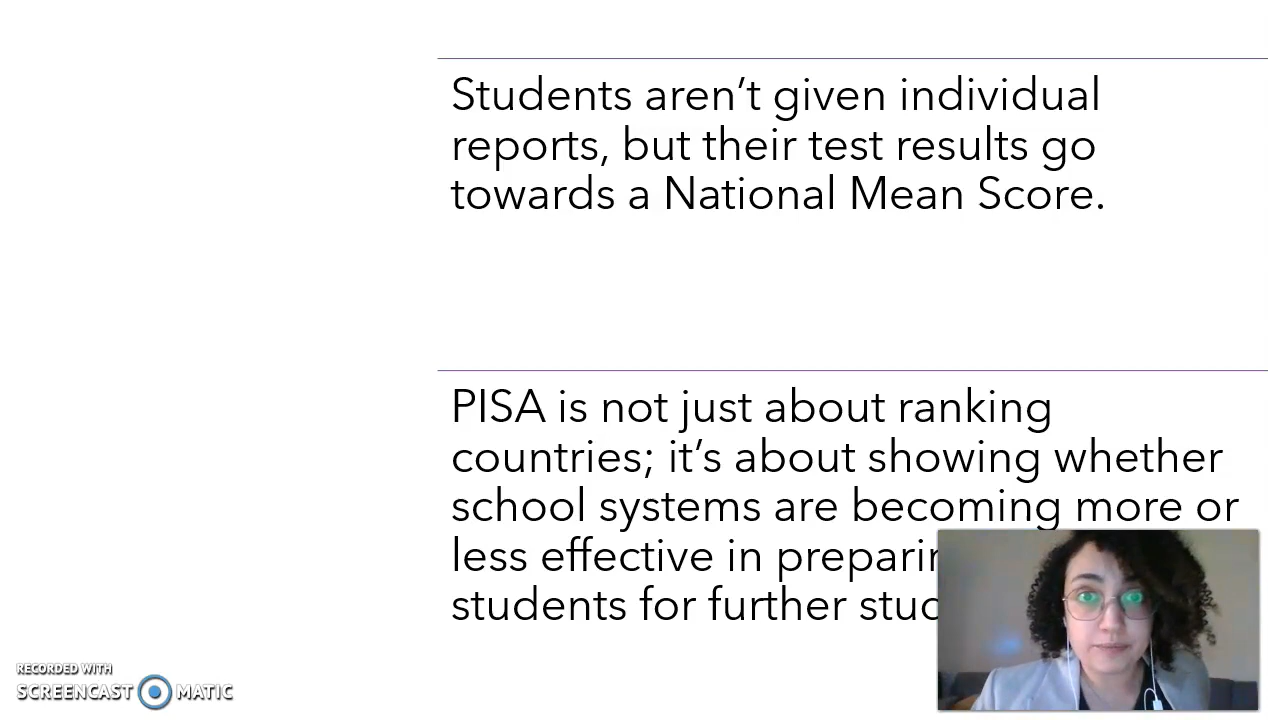 Students aren’t given individual
reports, but their test results go
towards a National Mean Score.
PISA is not just about ranking
countries; it’s about showing whether
school systems are becoming more or
less effective in
students for further
RECORDED WITH
SCREENCAST MATIC